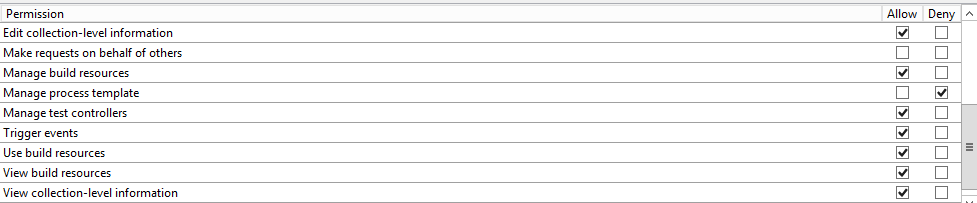 Permission Allow Deny
Edit collection-level information
Make requests on behalf of others
Manage build resources
Manage process template
Manage test controllers
Trigger events
Use build resources
View build resources
View collection-level information